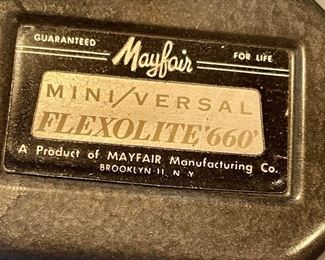 GUARANTEED Mayfair FOR LIFE
MINI/VERSAL
FLEXOLITE '660'
A Product of MAYFAIR Manufacturing Co.
BROOKLYN 11, N. Y